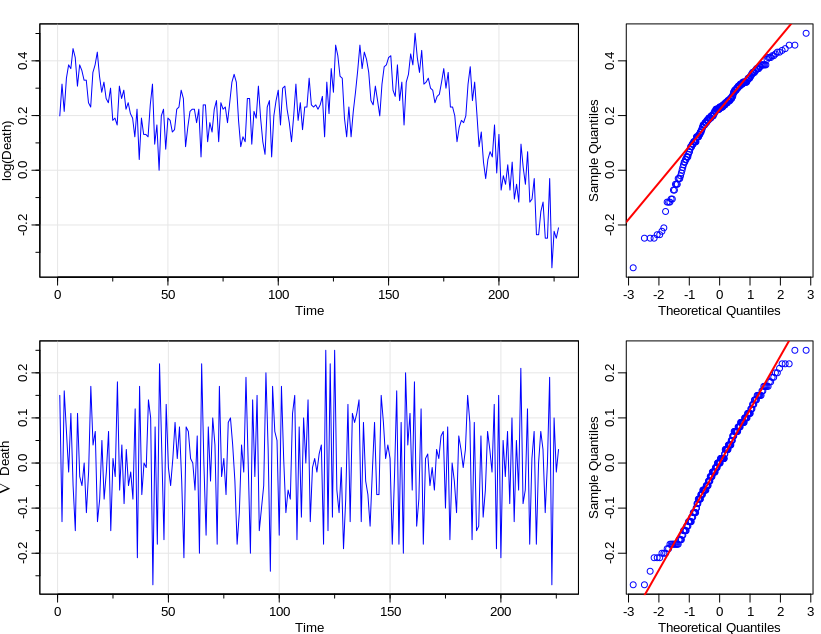 log(Death)
0.4
0.2
0.0
-0.2
0 50 100 150 200
Time
Sample Quantiles
0.4
0.2
0.0
-0.2
-3 -2 -1 0 1 2 3
Theoretical Quantiles
∇ Death
0.2
0.1
0.0
-0.1
-0.2
0 50 100 150 200
Time
Sample Quantiles
0.2
0.1
0.0
-0.1
-0.2
-3 -2 -1 0 1 2 3
Theoretical Quantiles